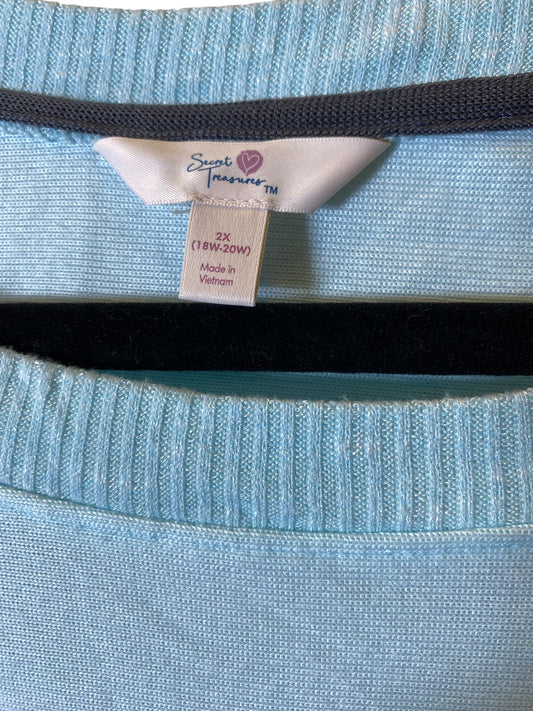 Secret
Treasures TM
2X
(18W-20W)
Made in
Vietnam